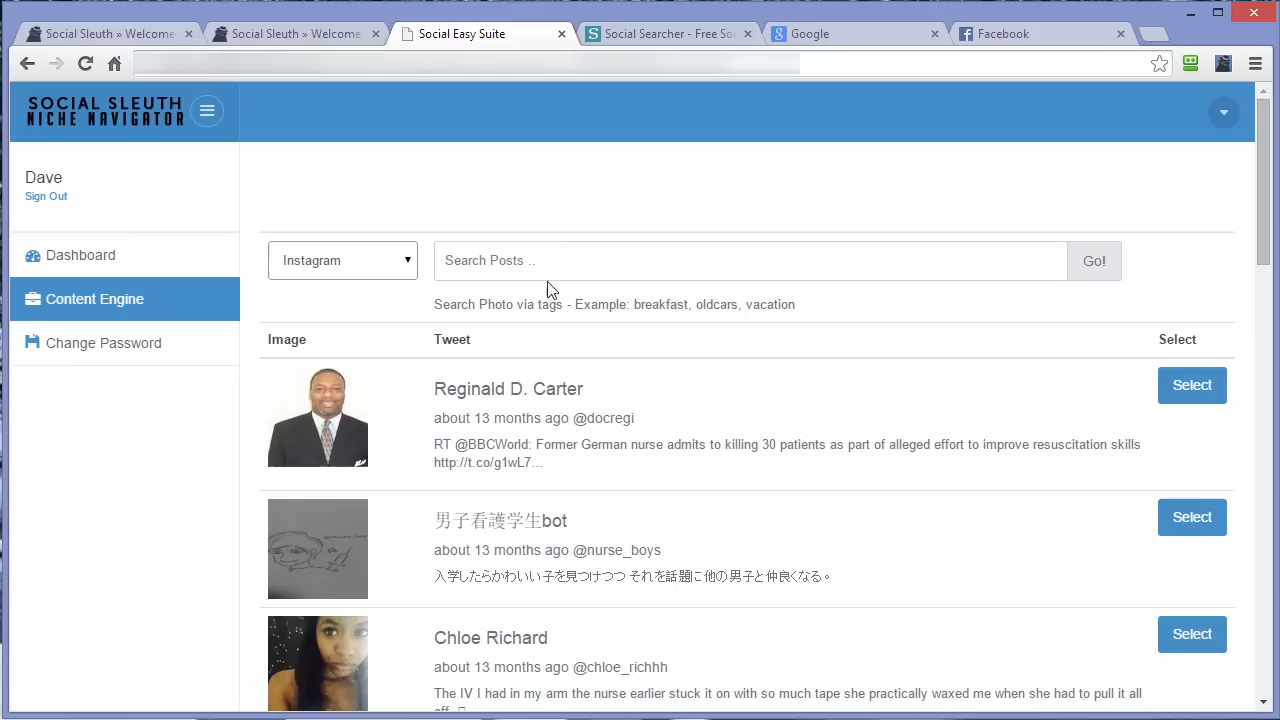 Social Sleuth » Welcome
Social Sleuth » Welcome
Social Easy Suite
Social Searcher - Free So
Google
Facebook
SOCIAL SLEUTH
NICHE NAVIGATOR
Dave
Sign Out
Dashboard
Content Engine
Change Password
Instagram
Search Posts ..
Go!
Search Photo via tags - Example: breakfast, oldcars, vacation
Image Tweet Select
Reginald D. Carter
Select
about 13 months ago @docregi
RT @BBCWorld: Former German nurse admits to killing 30 patients as part of alleged effort to improve resuscitation skills
http://t.co/g1wL7...
男子看護学生bot
Select
about 13 months ago @nurse_boys
入学したらかわいい子を見つけつつ それを話題に他の男子と仲良くなる。
Chloe Richard
Select
about 13 months ago @chloe_richhh
The IV I had in my arm the nurse earlier stuck it on with so much tape she practically waxed me when she had to pull it all
off